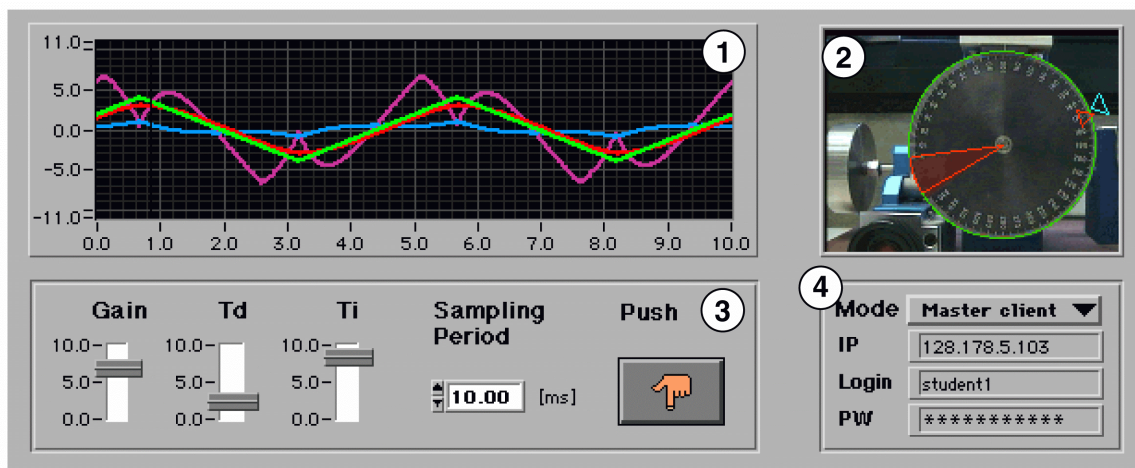 1
11.0
5.0
0.0
-5.0
-11.0
0.0 1.0 2.0 3.0 4.0 5.0 6.0 7.0 8.0 9.0 10.0
2
3
Gain Td Ti Sampling Period Push
10.0 10.0 10.0
5.0 5.0 5.0
0.0 0.0 0.0
10.00 [ms]
4
Mode Master client
IP 128.178.5.103
Login student1
PW ***********